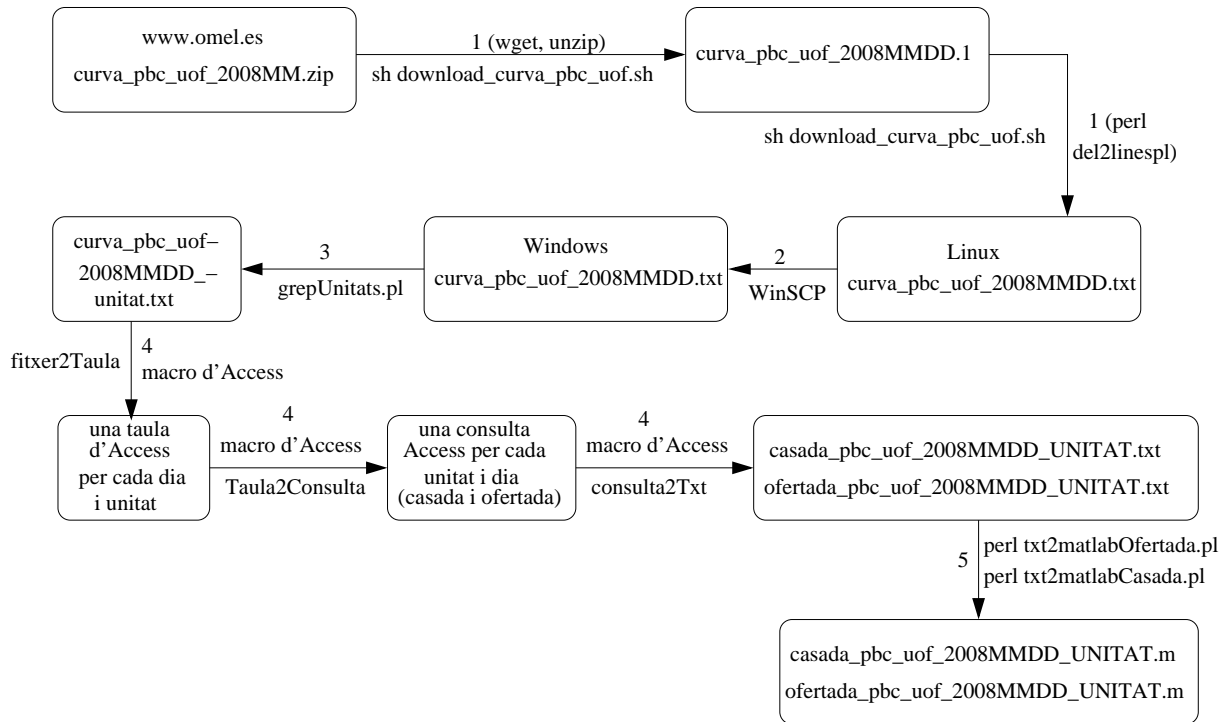 www.omel.es
curva_pbc_uof_2008MM.zip
1 (wget, unzip)
sh download_curva_pbc_uof.sh
curva_pbc_uof_2008MMDD.1
sh download_curva_pbc_uof.sh
1 (perl
del2linespl)
Linux
curva_pbc_uof_2008MMDD.txt
2
WinSCP
Windows
curva_pbc_uof_2008MMDD.txt
3
grepUnitats.pl
curva_pbc_uof–
2008MMDD_–
unitat.txt
fitxer2Taula
4
macro d’Access
una taula
d’Access
per cada dia
i unitat
4
macro d’Access
Taula2Consulta
una consulta
Access per cada
unitat i dia
(casada i ofertada)
4
macro d’Access
consulta2Txt
casada_pbc_uof_2008MMDD_UNITAT.txt
ofertada_pbc_uof_2008MMDD_UNITAT.txt
5
perl txt2matlabOfertada.pl
perl txt2matlabCasada.pl
casada_pbc_uof_2008MMDD_UNITAT.m
ofertada_pbc_uof_2008MMDD_UNITAT.m